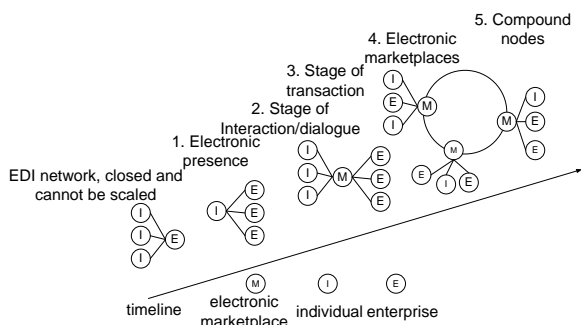 5. Compound
nodes
4. Electronic
marketplaces
3. Stage of
transaction
2. Stage of
Interaction/dialogue
1. Electronic
presence
EDI network, closed and
cannot be scaled
I
E
I
M
I
M
E
E
M
E
I
E
I
I
I
M
E
E
E
I
E
E
E
I
I
I
E
M
I
E
timeline
electronic
marketplace
individual enterprise